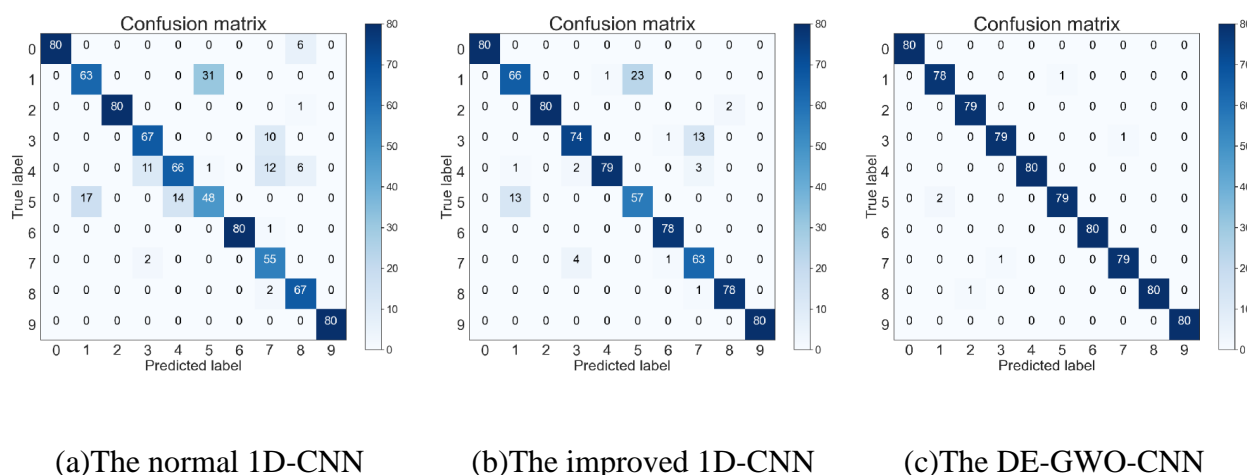 Confusion matrix
0 80 0 0 0 0 0 0 0 6 0
1 0 63 0 0 0 31 0 0 0 0
2 0 0 80 0 0 0 0 0 1 0
3 0 0 0 67 0 0 0 10 0 0
4 0 0 0 11 66 1 0 12 6 0
5 0 17 0 0 14 48 0 0 0 0
6 0 0 0 0 0 0 80 1 0 0
7 0 0 0 2 0 0 0 55 0 0
8 0 0 0 0 0 0 0 2 67 0
9 0 0 0 0 0 0 0 0 0 80
0 1 2 3 4 5 6 7 8 9
True label
Predicted label
80
70
60
50
40
30
20
10
0
(a)The normal 1D-CNN
Confusion matrix
0 80 0 0 0 0 0 0 0 0 0
1 0 66 0 0 1 23 0 0 0 0
2 0 0 80 0 0 0 0 0 2 0
3 0 0 0 74 0 0 1 13 0 0
4 0 1 0 2 79 0 0 3 0 0
5 0 13 0 0 0 57 0 0 0 0
6 0 0 0 0 0 0 78 0 0 0
7 0 0 0 4 0 0 1 63 0 0
8 0 0 0 0 0 0 0 1 78 0
9 0 0 0 0 0 0 0 0 0 80
0 1 2 3 4 5 6 7 8 9
True label
Predicted label
80
70
60
50
40
30
20
10
0
(b)The improved 1D-CNN
Confusion matrix
0 80 0 0 0 0 0 0 0 0 0
1 0 78 0 0 0 1 0 0 0 0
2 0 0 79 0 0 0 0 0 0 0
3 0 0 0 79 0 0 0 1 0 0
4 0 0 0 0 80 0 0 0 0 0
5 0 2 0 0 0 79 0 0 0 0
6 0 0 0 0 0 0 80 0 0 0
7 0 0 0 1 0 0 0 79 0 0
8 0 0 1 0 0 0 0 0 80 0
9 0 0 0 0 0 0 0 0 0 80
0 1 2 3 4 5 6 7 8 9
True label
Predicted label
80
70
60
50
40
30
20
10
0
(c)The DE-GWO-CNN